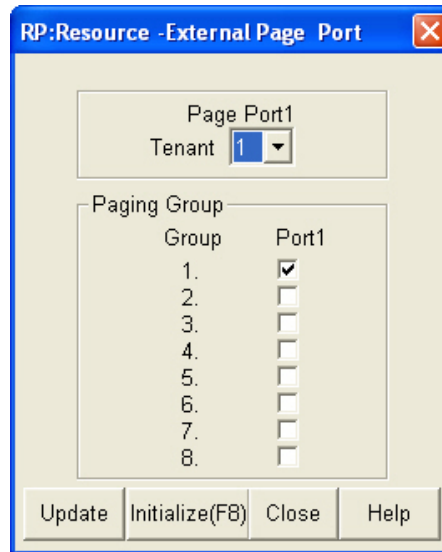 RP:Resource -External Page Port
Page Port1
Tenant 1
Paging Group
Group Port1
1.
2.
3.
4.
5.
6.
7.
8.
Update Initialize(F8) Close Help